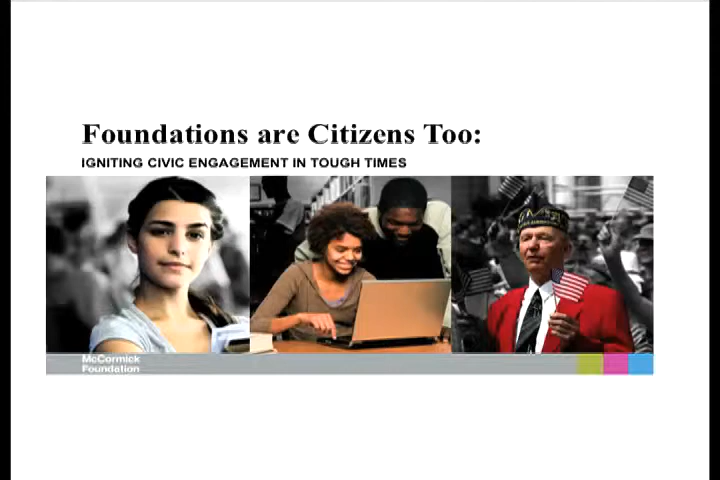 Foundations are Citizens Too:
IGNITING CIVIC ENGAGEMENT IN TOUGH TIMES
McCormick
Foundation